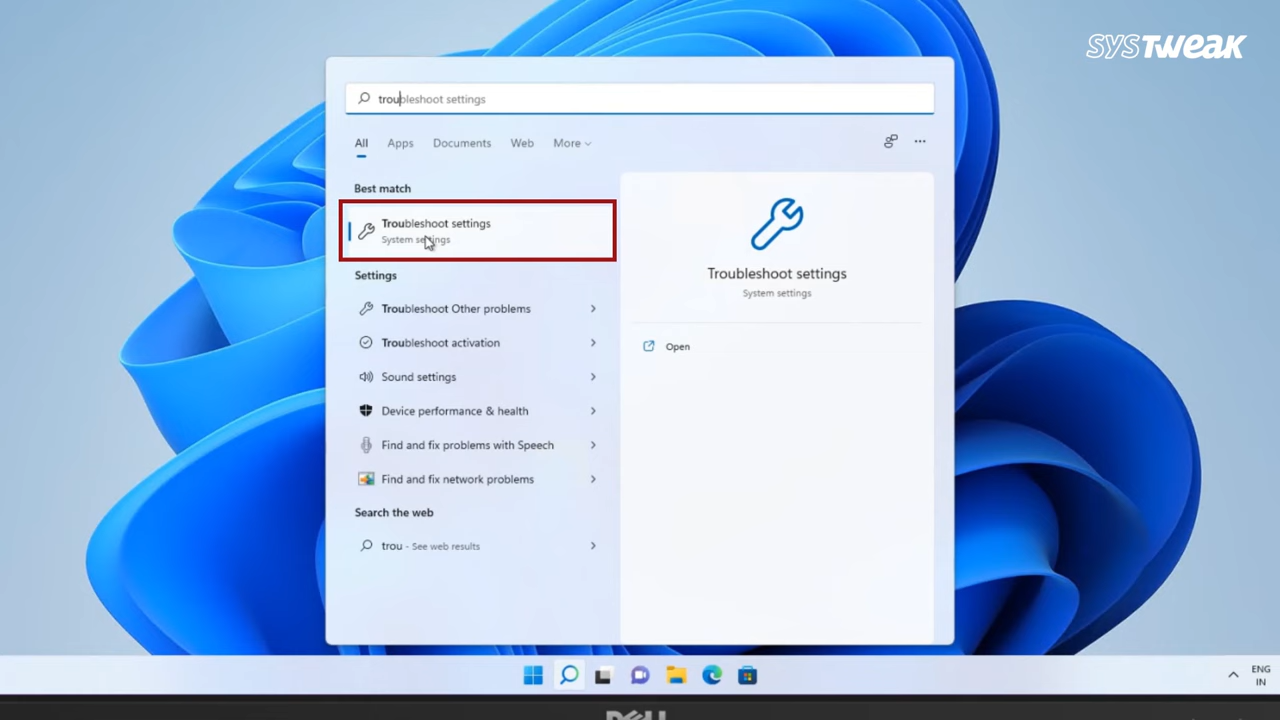 SYSTWEAK
troubleshoot settings
All Apps Documents Web More
Best match
Troubleshoot settings
System settings
Settings
Troubleshoot Other problems
Troubleshoot activation
Sound settings
Device performance & health
Find and fix problems with Speech
Find and fix network problems
Search the web
trou - See web results
Troubleshoot settings
System settings
Open
ENG
IN
DELL